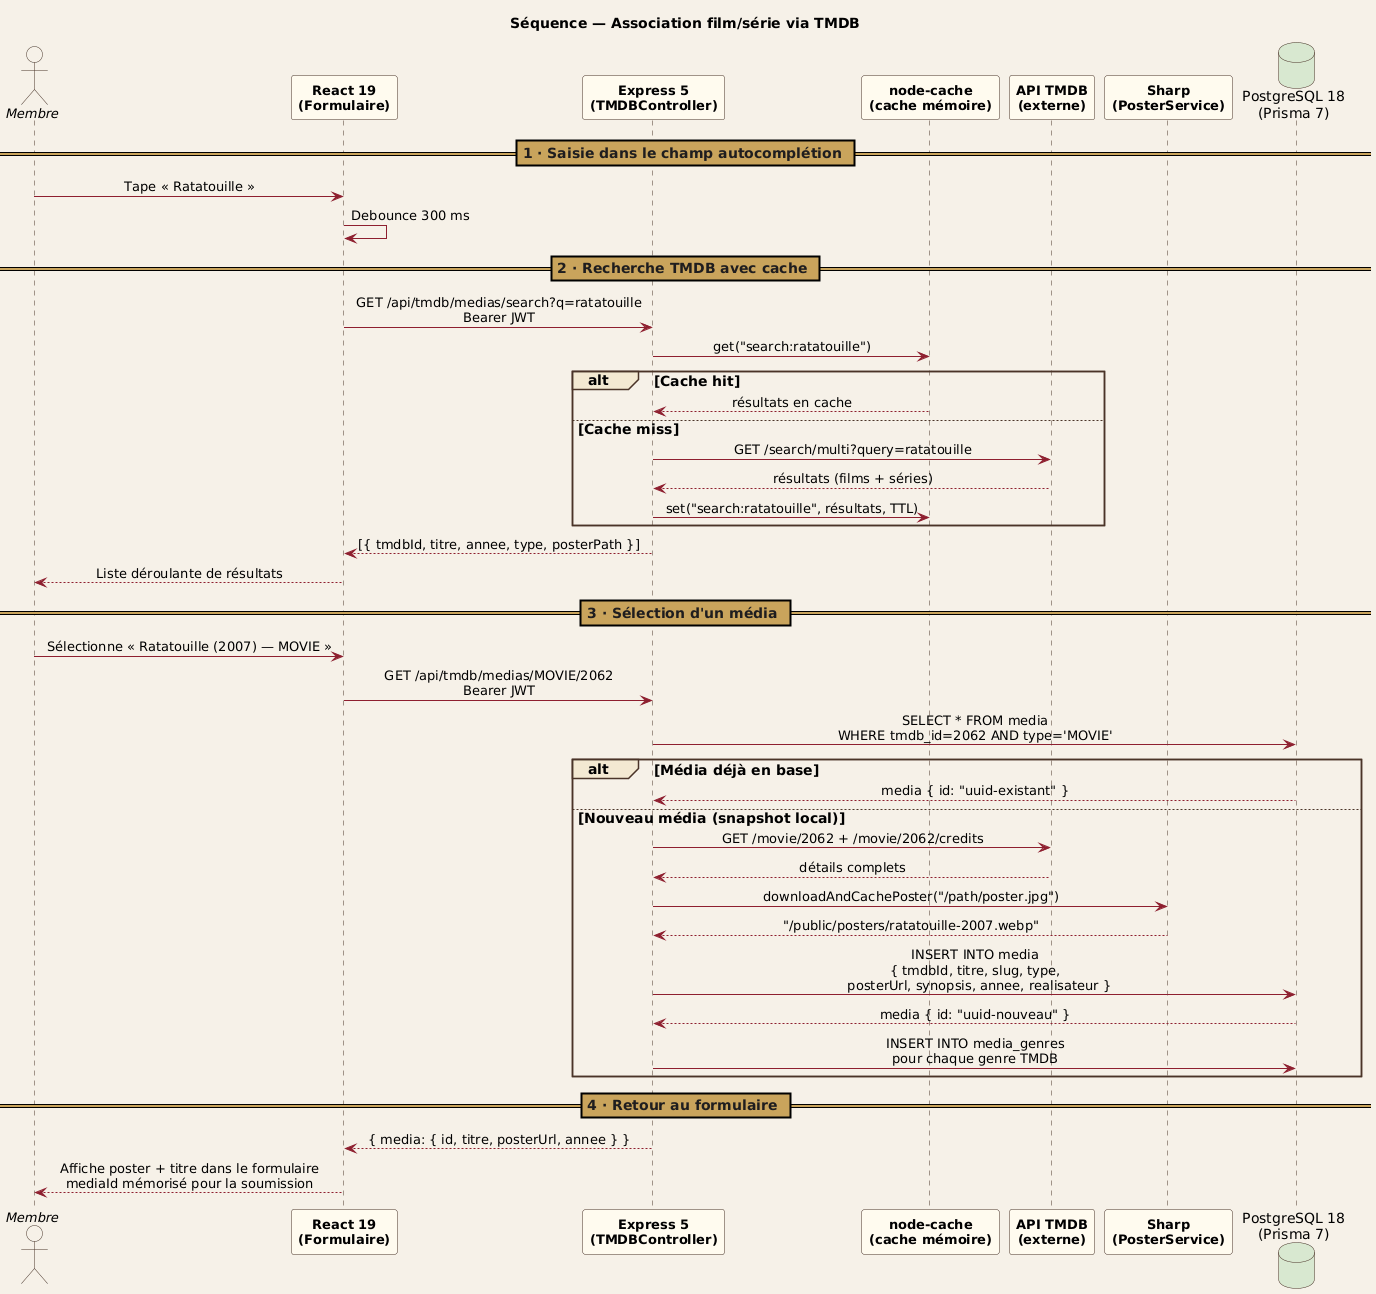 Séquence — Association film/série via TMDB
Membre
React 19
(Formulaire)
Express 5
(TMDBController)
node-cache
(cache mémoire)
API TMDB
(externe)
Sharp
(PosterService)
PostgreSQL 18
(Prisma 7)
1 · Saisie dans le champ autocomplétion
Tape « Ratatouille »
Debounce 300 ms
2 · Recherche TMDB avec cache
GET /api/tmdb/medias/search?q=ratatouille
Bearer JWT
get("search:ratatouille")
alt [Cache hit]
résultats en cache
[Cache miss]
GET /search/multi?query=ratatouille
résultats (films + séries)
set("search:ratatouille", résultats, TTL)
[{ tmdbId, titre, annee, type, posterPath }]
Liste déroulante de résultats
3 · Sélection d'un média
Sélectionne « Ratatouille (2007) — MOVIE »
GET /api/tmdb/medias/MOVIE/2062
Bearer JWT
SELECT * FROM media
WHERE tmdb_id=2062 AND type='MOVIE'
alt [Média déjà en base]
media { id: "uuid-existant" }
[Nouveau média (snapshot local)]
GET /movie/2062 + /movie/2062/credits
détails complets
downloadAndCachePoster("/path/poster.jpg")
"/public/posters/ratatouille-2007.webp"
INSERT INTO media
{ tmdbId, titre, slug, type,
posterUrl, synopsis, annee, realisateur }
media { id: "uuid-nouveau" }
INSERT INTO media_genres
pour chaque genre TMDB
4 · Retour au formulaire
{ media: { id, titre, posterUrl, annee } }
Affiche poster + titre dans le formulaire
mediaId mémorisé pour la soumission
Membre
React 19
(Formulaire)
Express 5
(TMDBController)
node-cache
(cache mémoire)
API TMDB
(externe)
Sharp
(PosterService)
PostgreSQL 18
(Prisma 7)